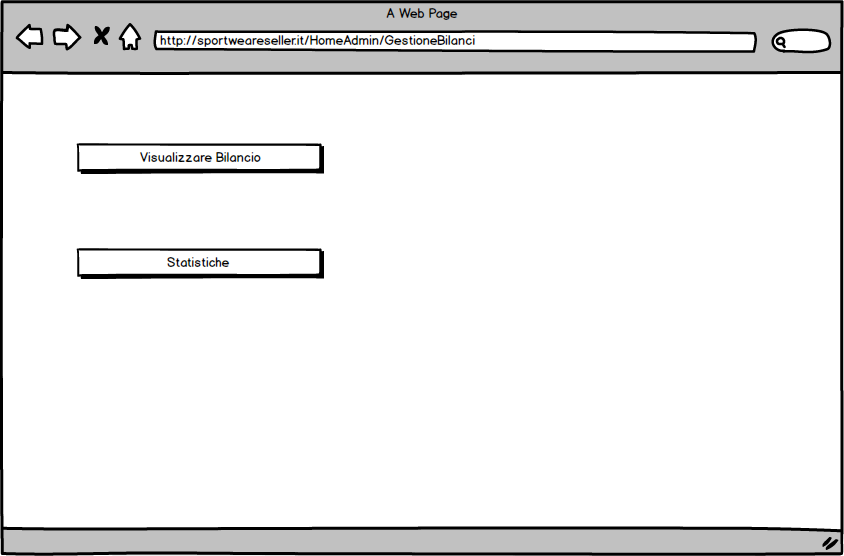 A Web Page
http://sportweareseller.it/HomeAdmin/GestioneBilanci
Visualizzare Bilancio
Statistiche